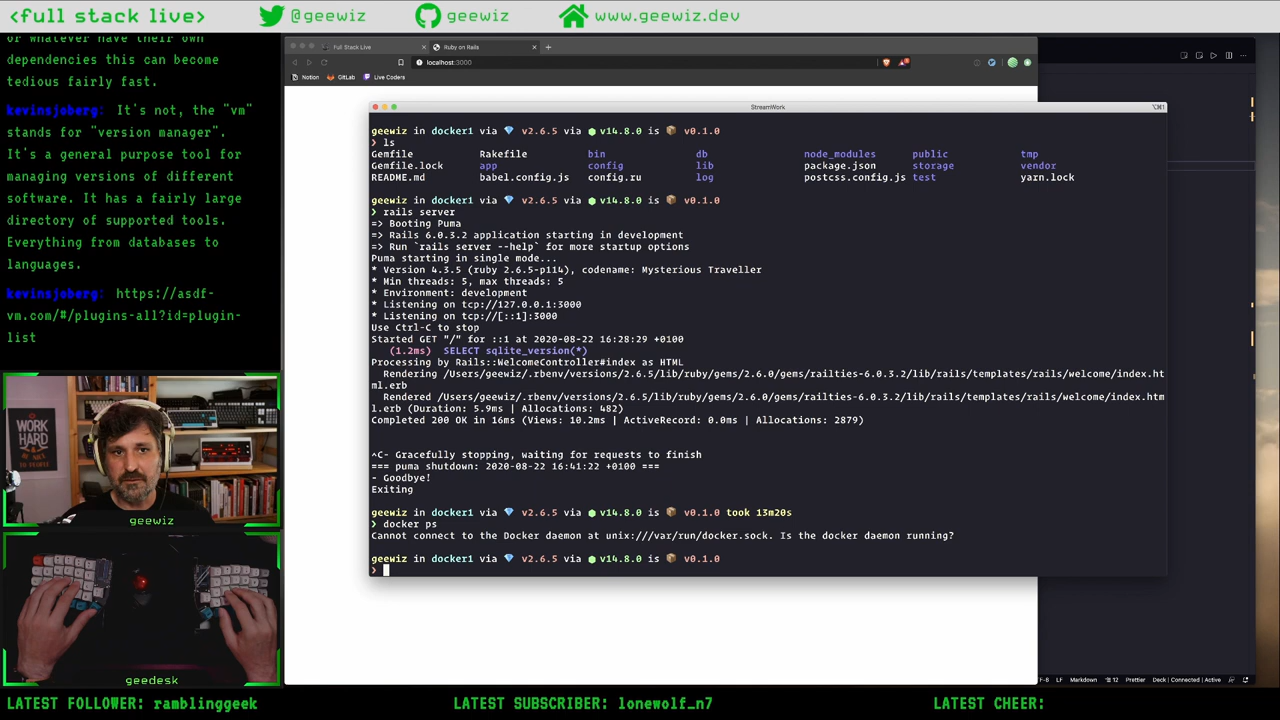 <full stack live>
@geewiz
geewiz
www.geewiz.dev
or whatever have their own
dependencies this can become
tedious fairly fast.
kevinsjoberg: It's not, the "vm"
stands for "version manager".
It's a general purpose tool for
managing versions of different
software. It has a fairly large
directory of supported tools.
Everything from databases to
languages.
kevinsjoberg: https://asdf-
vm.com/#/plugins-all?id=plugin-
list
WORK
HARD
&
NICE
TO
PEOPLE
geewiz
geedesk
Full Stack Live
Ruby on Rails
localhost:3000
Notion
GitLab
Live Coders
StreamWork
geewiz in docker1 via v2.6.5 via v14.8.0 is v0.1.0
❯ ls
Gemfile Rakefile bin db node_modules public tmp
Gemfile.lock app config lib package.json storage vendor
README.md babel.config.js config.ru log postcss.config.js test yarn.lock
geewiz in docker1 via v2.6.5 via v14.8.0 is v0.1.0
❯ rails server
=> Booting Puma
=> Rails 6.0.3.2 application starting in development
=> Run `rails server --help` for more startup options
Puma starting in single mode...
* Version 4.3.5 (ruby 2.6.5-p114), codename: Mysterious Traveller
* Min threads: 5, max threads: 5
* Environment: development
* Listening on tcp://127.0.0.1:3000
* Listening on tcp://[::1]:3000
Use Ctrl-C to stop
Started GET "/" for ::1 at 2020-08-22 16:28:29 +0100
(1.2ms) SELECT sqlite_version(*)
Processing by Rails::WelcomeController#index as HTML
Rendering /Users/geewiz/.rbenv/versions/2.6.5/lib/ruby/gems/2.6.0/gems/railties-6.0.3.2/lib/rails/templates/rails/welcome/index.ht
ml.erb
Rendered /Users/geewiz/.rbenv/versions/2.6.5/lib/ruby/gems/2.6.0/gems/railties-6.0.3.2/lib/rails/templates/rails/welcome/index.htm
l.erb (Duration: 5.9ms | Allocations: 482)
Completed 200 OK in 16ms (Views: 10.2ms | ActiveRecord: 0.0ms | Allocations: 2879)
^C- Gracefully stopping, waiting for requests to finish
=== puma shutdown: 2020-08-22 16:41:22 +0100 ===
- Goodbye!
Exiting
geewiz in docker1 via v2.6.5 via v14.8.0 is v0.1.0 took 13m20s
❯ docker ps
Cannot connect to the Docker daemon at unix:///var/run/docker.sock. Is the docker daemon running?
geewiz in docker1 via v2.6.5 via v14.8.0 is v0.1.0
❯
F-8 LF Markdown 12 Prettier Deck | Connected | Active
LATEST FOLLOWER: ramblinggeek
LATEST SUBSCRIBER: lonewolf_n7
LATEST CHEER: